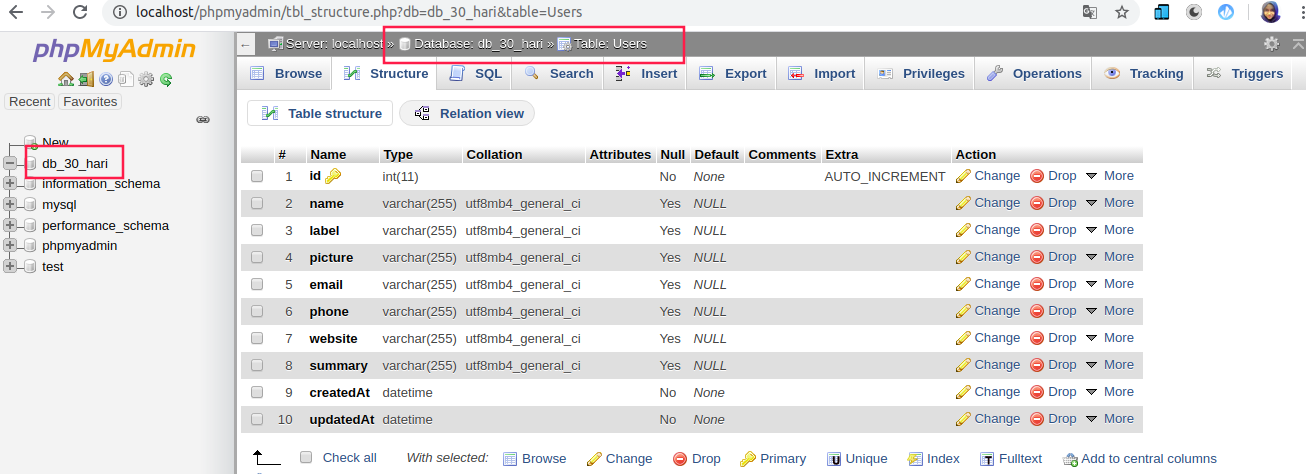 localhost/phpmyadmin/tbl_structure.php?db=db_30_hari&table=Users
phpMyAdmin
Recent Favorites
New
db_30_hari
information_schema
mysql
performance_schema
phpmyadmin
test
Server: localhost » Database: db_30_hari » Table: Users
Browse Structure SQL Search Insert Export Import Privileges Operations Tracking Triggers
Table structure Relation view
# Name Type Collation Attributes Null Default Comments Extra Action
1 id int(11) No None AUTO_INCREMENT Change Drop More
2 name varchar(255) utf8mb4_general_ci Yes NULL Change Drop More
3 label varchar(255) utf8mb4_general_ci Yes NULL Change Drop More
4 picture varchar(255) utf8mb4_general_ci Yes NULL Change Drop More
5 email varchar(255) utf8mb4_general_ci Yes NULL Change Drop More
6 phone varchar(255) utf8mb4_general_ci Yes NULL Change Drop More
7 website varchar(255) utf8mb4_general_ci Yes NULL Change Drop More
8 summary varchar(255) utf8mb4_general_ci Yes NULL Change Drop More
9 createdAt datetime No None Change Drop More
10 updatedAt datetime No None Change Drop More
Check all With selected: Browse Change Drop Primary Unique Index Fulltext Add to central columns